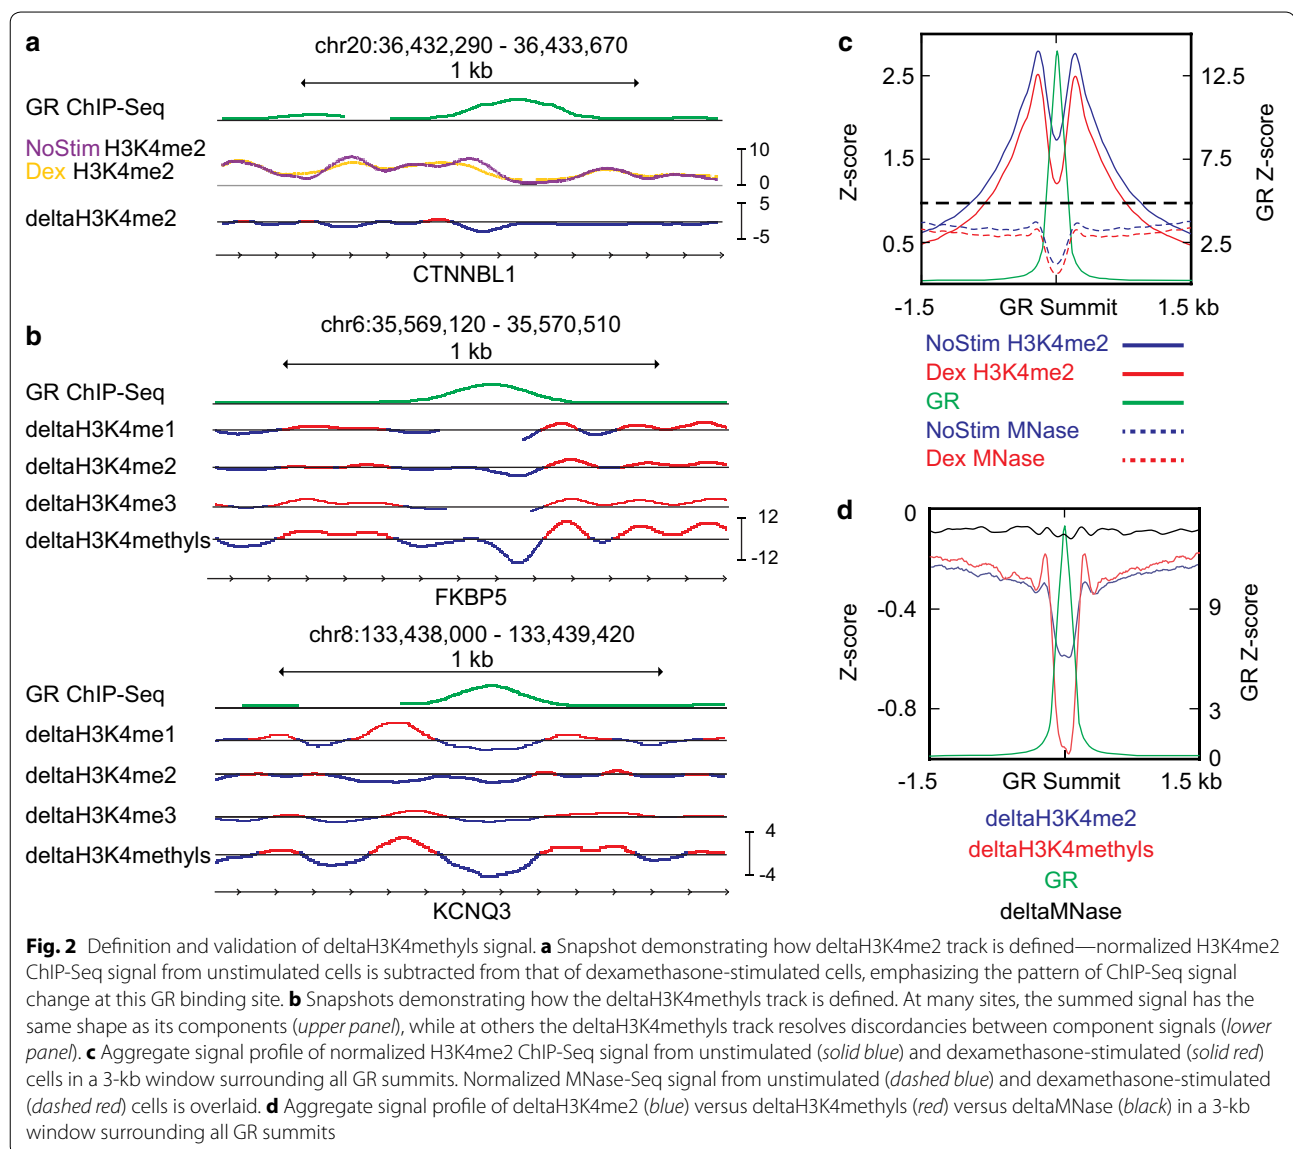 a
chr20:36,432,290 - 36,433,670
1 kb
GR ChIP-Seq
NoStim H3K4me2
Dex H3K4me2
10
0
deltaH3K4me2
5
-5
CTNNBL1
b
chr6:35,569,120 - 35,570,510
1 kb
GR ChIP-Seq
deltaH3K4me1
deltaH3K4me2
deltaH3K4me3
deltaH3K4methyls
12
-12
FKBP5
chr8:133,438,000 - 133,439,420
1 kb
GR ChIP-Seq
deltaH3K4me1
deltaH3K4me2
deltaH3K4me3
deltaH3K4methyls
4
-4
KCNQ3
c
2.5
1.5
0.5
Z-score
12.5
7.5
2.5
GR Z-score
-1.5 GR Summit 1.5 kb
NoStim H3K4me2
Dex H3K4me2
GR
NoStim MNase
Dex MNase
d
0
-0.4
-0.8
Z-score
9
3
0
GR Z-score
-1.5 GR Summit 1.5 kb
deltaH3K4me2
deltaH3K4methyls
GR
deltaMNase
Fig. 2 Definition and validation of deltaH3K4methyls signal. a Snapshot demonstrating how deltaH3K4me2 track is defined—normalized H3K4me2
ChIP-Seq signal from unstimulated cells is subtracted from that of dexamethasone-stimulated cells, emphasizing the pattern of ChIP-Seq signal
change at this GR binding site. b Snapshots demonstrating how the deltaH3K4methyls track is defined. At many sites, the summed signal has the
same shape as its components (upper panel), while at others the deltaH3K4methyls track resolves discordancies between component signals (lower
panel). c Aggregate signal profile of normalized H3K4me2 ChIP-Seq signal from unstimulated (solid blue) and dexamethasone-stimulated (solid red)
cells in a 3-kb window surrounding all GR summits. Normalized MNase-Seq signal from unstimulated (dashed blue) and dexamethasone-stimulated
(dashed red) cells is overlaid. d Aggregate signal profile of deltaH3K4me2 (blue) versus deltaH3K4methyls (red) versus deltaMNase (black) in a 3-kb
window surrounding all GR summits